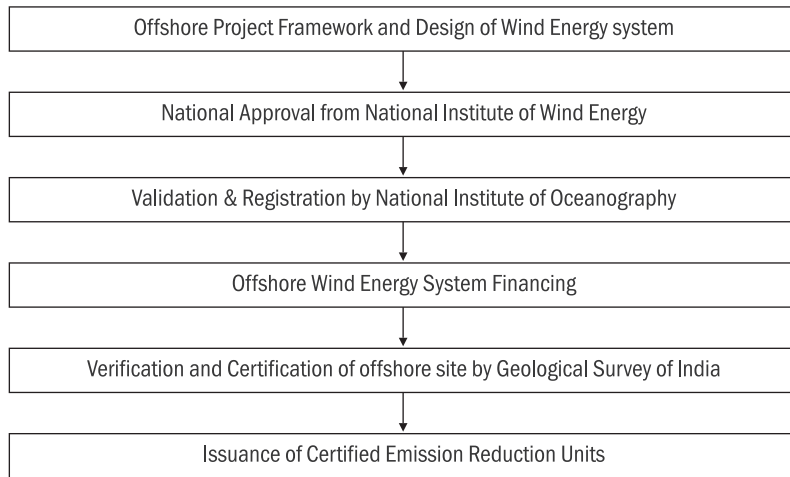 Offshore Project Framework and Design of Wind Energy system
National Approval from National Institute of Wind Energy
Validation & Registration by National Institute of Oceanography
Offshore Wind Energy System Financing
Verification and Certification of offshore site by Geological Survey of India
Issuance of Certified Emission Reduction Units